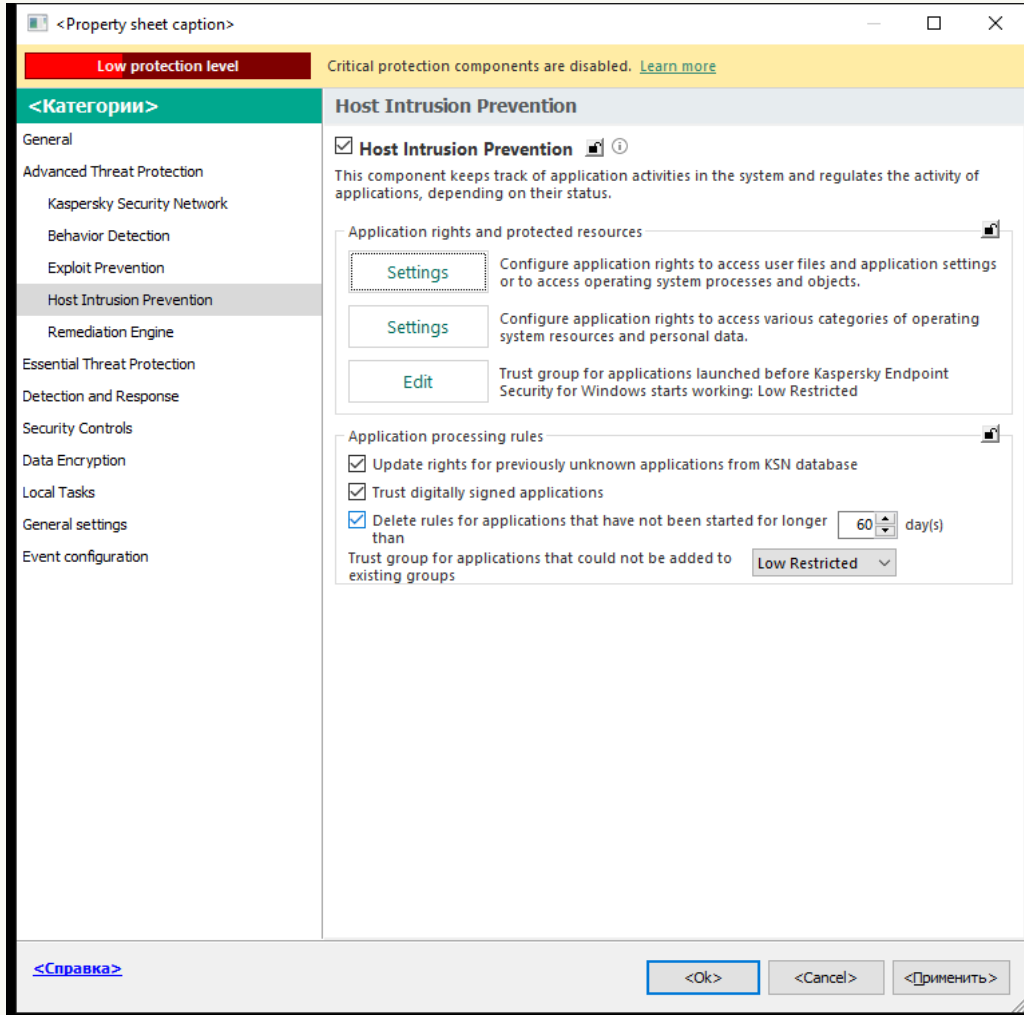 <Property sheet caption>
Low protection level
Critical protection components are disabled. Learn more
<Категории>
General
Advanced Threat Protection
Kaspersky Security Network
Behavior Detection
Exploit Prevention
Host Intrusion Prevention
Remediation Engine
Essential Threat Protection
Detection and Response
Security Controls
Data Encryption
Local Tasks
General settings
Event configuration
Host Intrusion Prevention
Host Intrusion Prevention
This component keeps track of application activities in the system and regulates the activity of
applications, depending on their status.
Application rights and protected resources
Settings
Configure application rights to access user files and application settings
or to access operating system processes and objects.
Settings
Configure application rights to access various categories of operating
system resources and personal data.
Edit
Trust group for applications launched before Kaspersky Endpoint
Security for Windows starts working: Low Restricted
Application processing rules
Update rights for previously unknown applications from KSN database
Trust digitally signed applications
Delete rules for applications that have not been started for longer
than
60 day(s)
Trust group for applications that could not be added to
existing groups
Low Restricted
<Справка>
<Ok>
<Cancel>
<Применить>